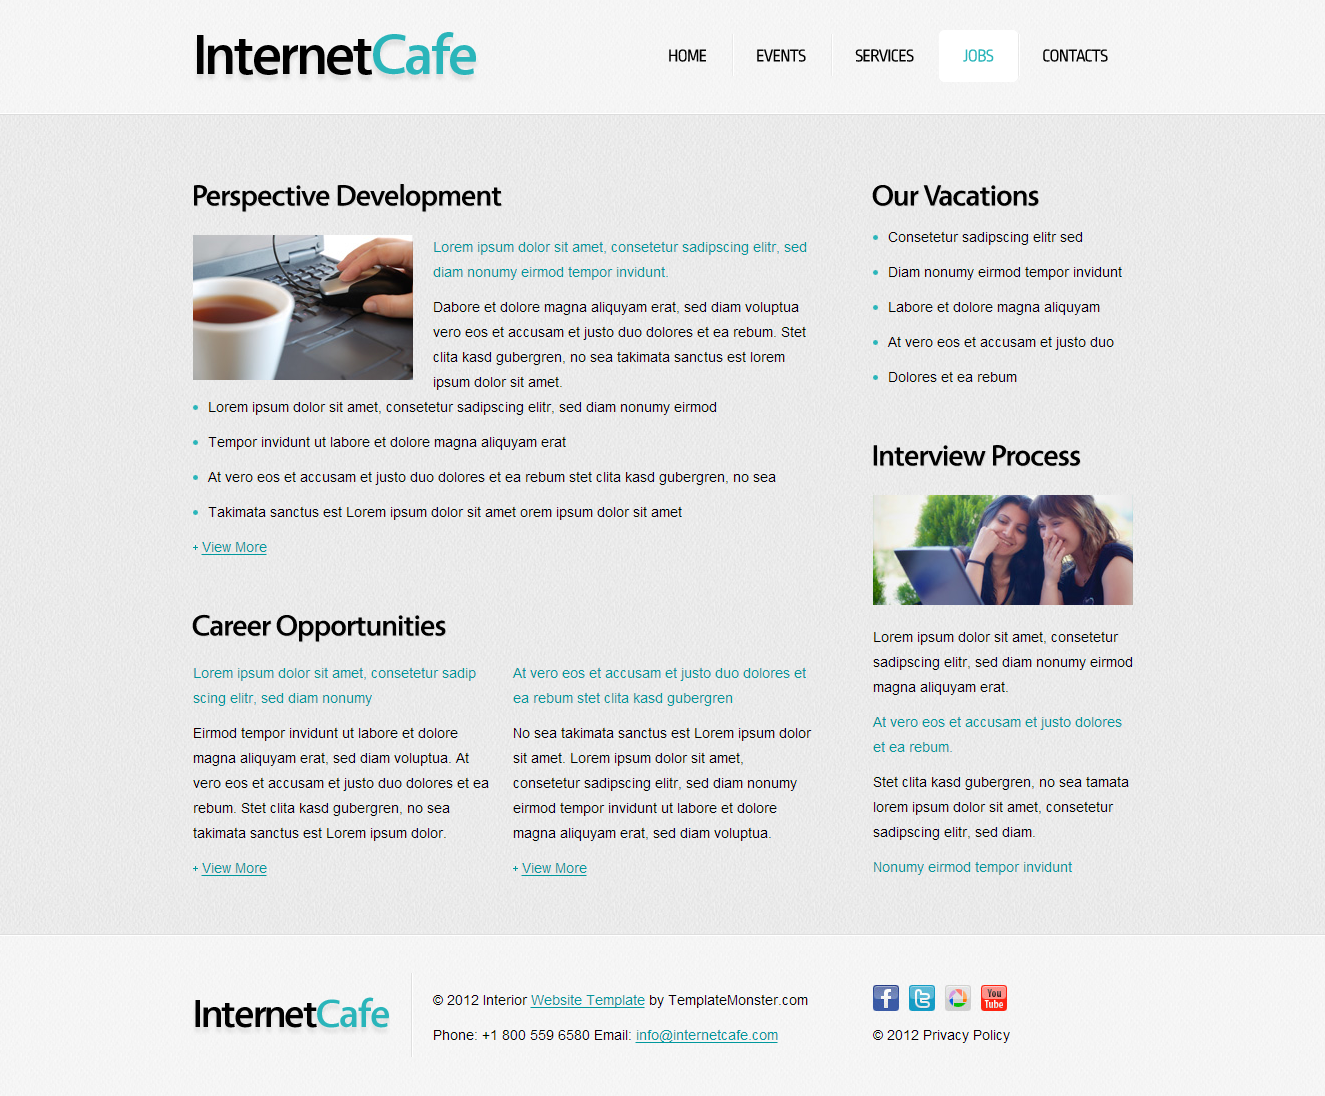 InternetCafe
HOME
EVENTS
SERVICES
JOBS
CONTACTS
Perspective Development
Lorem ipsum dolor sit amet, consetetur sadipscing elitr, sed
diam nonumy eirmod tempor invidunt.
Dabore et dolore magna aliquyam erat, sed diam voluptua
vero eos et accusam et justo duo dolores et ea rebum. Stet
clita kasd gubergren, no sea takimata sanctus est lorem
ipsum dolor sit amet.
Lorem ipsum dolor sit amet, consetetur sadipscing elitr, sed diam nonumy eirmod
Tempor invidunt ut labore et dolore magna aliquyam erat
At vero eos et accusam et justo duo dolores et ea rebum stet clita kasd gubergren, no sea
Takimata sanctus est Lorem ipsum dolor sit amet orem ipsum dolor sit amet
+ View More
Career Opportunities
Lorem ipsum dolor sit amet, consetetur sadip
scing elitr, sed diam nonumy
Eirmod tempor invidunt ut labore et dolore
magna aliquyam erat, sed diam voluptua. At
vero eos et accusam et justo duo dolores et ea
rebum. Stet clita kasd gubergren, no sea
takimata sanctus est Lorem ipsum dolor.
+ View More
At vero eos et accusam et justo duo dolores et
ea rebum stet clita kasd gubergren
No sea takimata sanctus est Lorem ipsum dolor
sit amet. Lorem ipsum dolor sit amet,
consetetur sadipscing elitr, sed diam nonumy
eirmod tempor invidunt ut labore et dolore
magna aliquyam erat, sed diam voluptua.
+ View More
Our Vacations
Consetetur sadipscing elitr sed
Diam nonumy eirmod tempor invidunt
Labore et dolore magna aliquyam
At vero eos et accusam et justo duo
Dolores et ea rebum
Interview Process
Lorem ipsum dolor sit amet, consetetur
sadipscing elitr, sed diam nonumy eirmod
magna aliquyam erat.
At vero eos et accusam et justo dolores
et ea rebum.
Stet clita kasd gubergren, no sea tamata
lorem ipsum dolor sit amet, consetetur
sadipscing elitr, sed diam.
Nonumy eirmod tempor invidunt
InternetCafe
© 2012 Interior Website Template by TemplateMonster.com
Phone: +1 800 559 6580 Email: info@internetcafe.com
f
t
You
Tube
© 2012 Privacy Policy